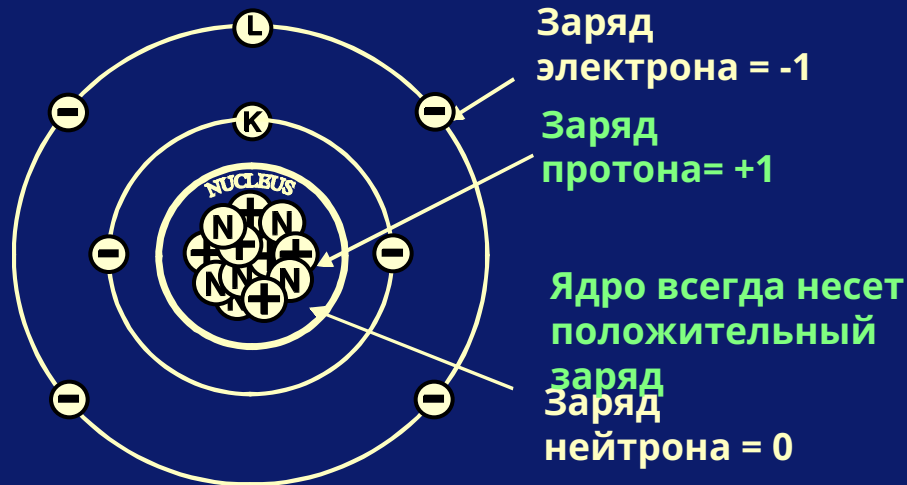 L
Заряд
электрона = -1
K
Заряд
протона= +1
NUCLEUS
N
N
N
N
N
Ядро всегда несет
положительный
заряд
Заряд
нейтрона = 0